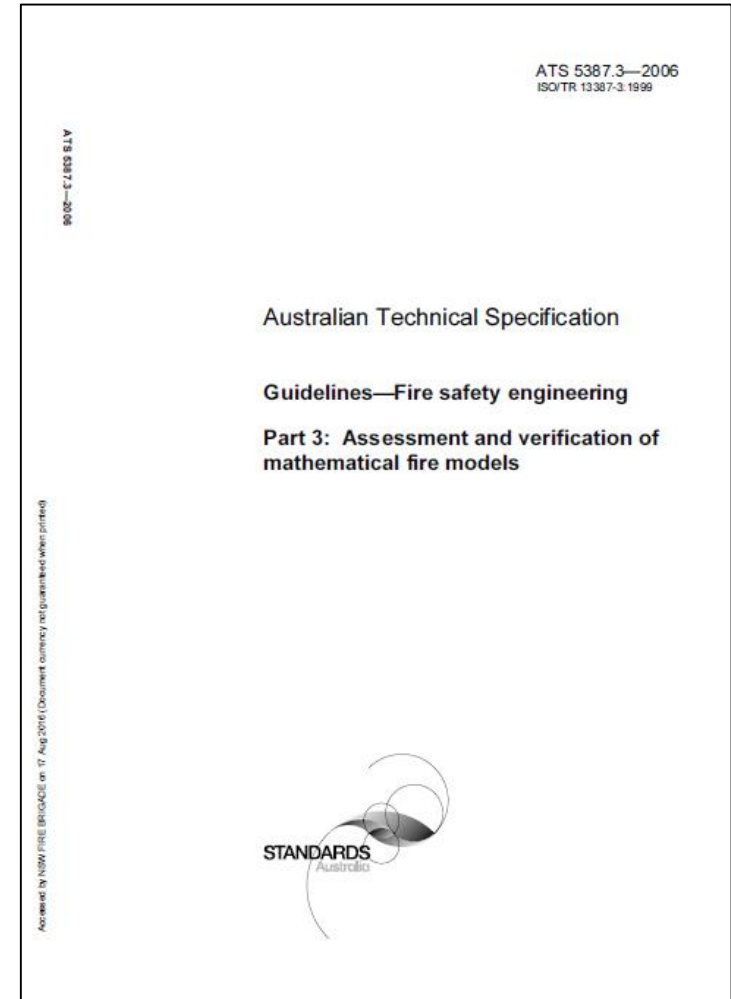 ATS 5387.3—2006
ISO/TR 13387-3:1999
ATS 5387.3—2006
Australian Technical Specification
Guidelines—Fire safety engineering
Part 3: Assessment and verification of
mathematical fire models
Accessed by NSW FIRE BRIGADE on 17 Aug 2016 (Document currency not guaranteed when printed)
STANDARDS
Australia